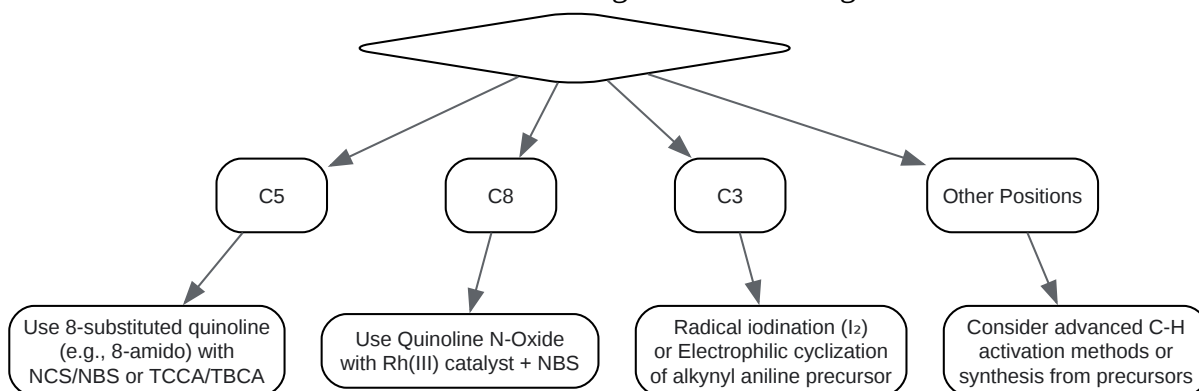 C5
C8
C3
Other Positions
Use 8-substituted quinoline
(e.g., 8-amido) with
NCS/NBS or TCCA/TBCA
Use Quinoline N-Oxide
with Rh(III) catalyst + NBS
Radical iodination (I₂)
or Electrophilic cyclization
of alkynyl aniline precursor
Consider advanced C-H
activation methods or
synthesis from precursors